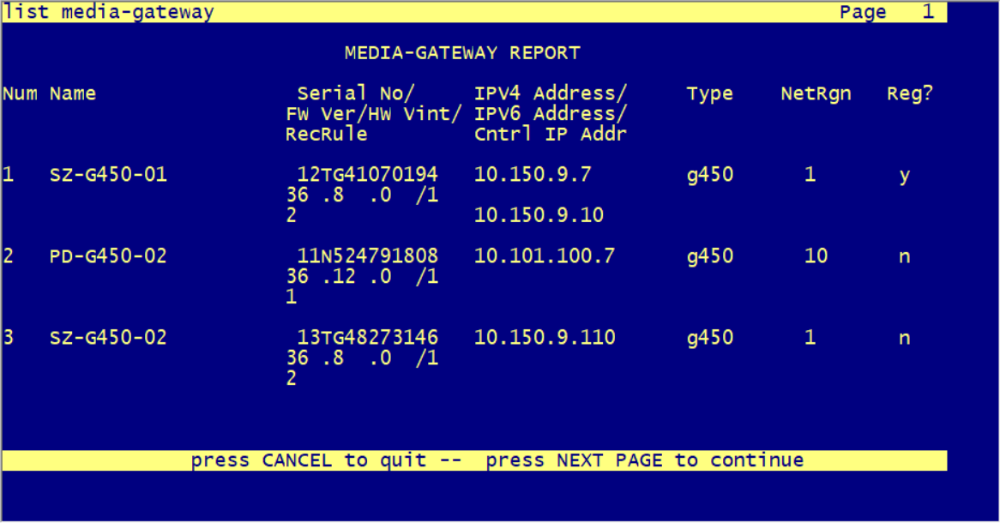 list media-gateway Page 1
MEDIA-GATEWAY REPORT
Num Name Serial No/ IPV4 Address/ Type NetRgn Reg?
FW Ver/HW Vint/ IPV6 Address/
RecRule Cntrl IP Addr
1 SZ-G450-01 12TG41070194 10.150.9.7 g450 1 y
36 .8 .0 /1
2 10.150.9.10
2 PD-G450-02 11N524791808 10.101.100.7 g450 10 n
36 .12 .0 /1
1
3 SZ-G450-02 13TG48273146 10.150.9.110 g450 1 n
36 .8 .0 /1
2
press CANCEL to quit -- press NEXT PAGE to continue